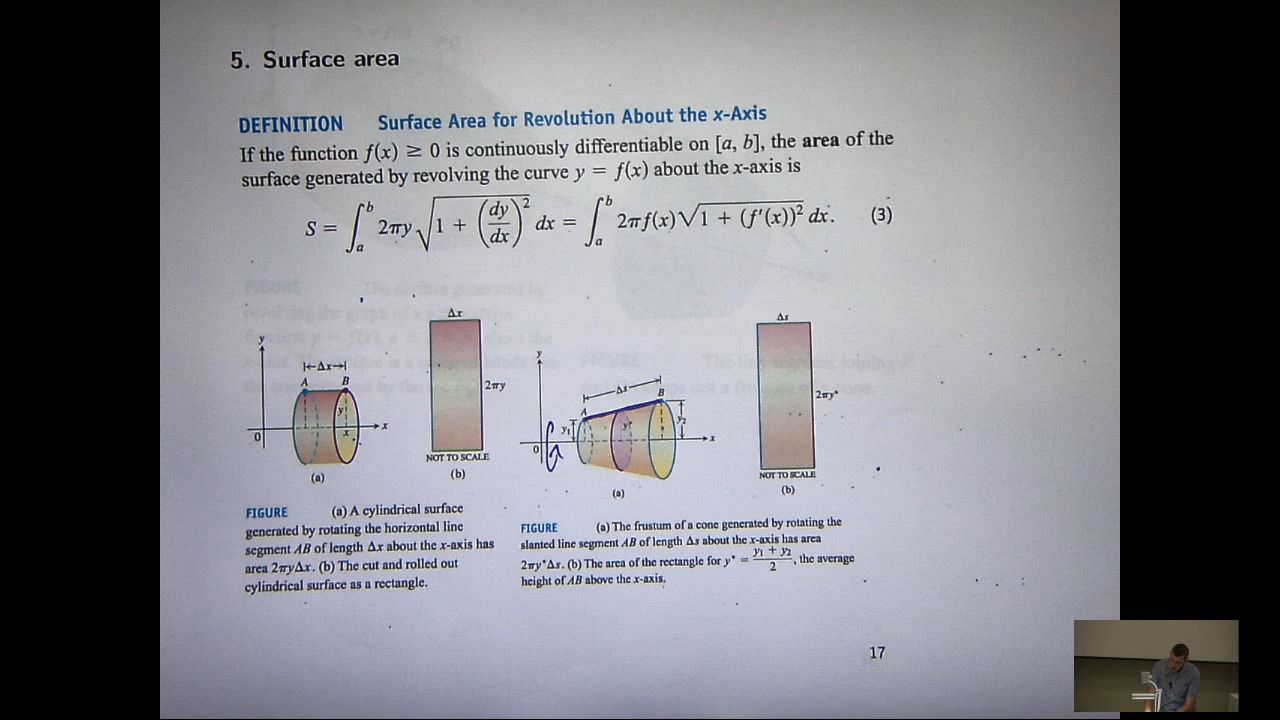 5. Surface area
DEFINITION Surface Area for Revolution About the x-Axis
If the function f(x) ≥ 0 is continuously differentiable on [a, b], the area of the
surface generated by revolving the curve y = f(x) about the x-axis is
S = ∫_a^b 2πy √(1 + (dy/dx)²) dx = ∫_a^b 2πf(x)√(1 + (f′(x))²) dx. (3)
y
Δx
A B
y
x
0
x
(a)
Δx
2πy
NOT TO SCALE
(b)
y
Δs
A
B
y₁
y*
y₂
0
x
(a)
Δs
2πy*
NOT TO SCALE
(b)
FIGURE (a) A cylindrical surface
generated by rotating the horizontal line
segment AB of length Δx about the x-axis has
area 2πyΔx. (b) The cut and rolled out
cylindrical surface as a rectangle.
FIGURE (a) The frustum of a cone generated by rotating the
slanted line segment AB of length Δs about the x-axis has area
2πy*Δs. (b) The area of the rectangle for y* = (y₁ + y₂)/2, the average
height of AB above the x-axis.
17